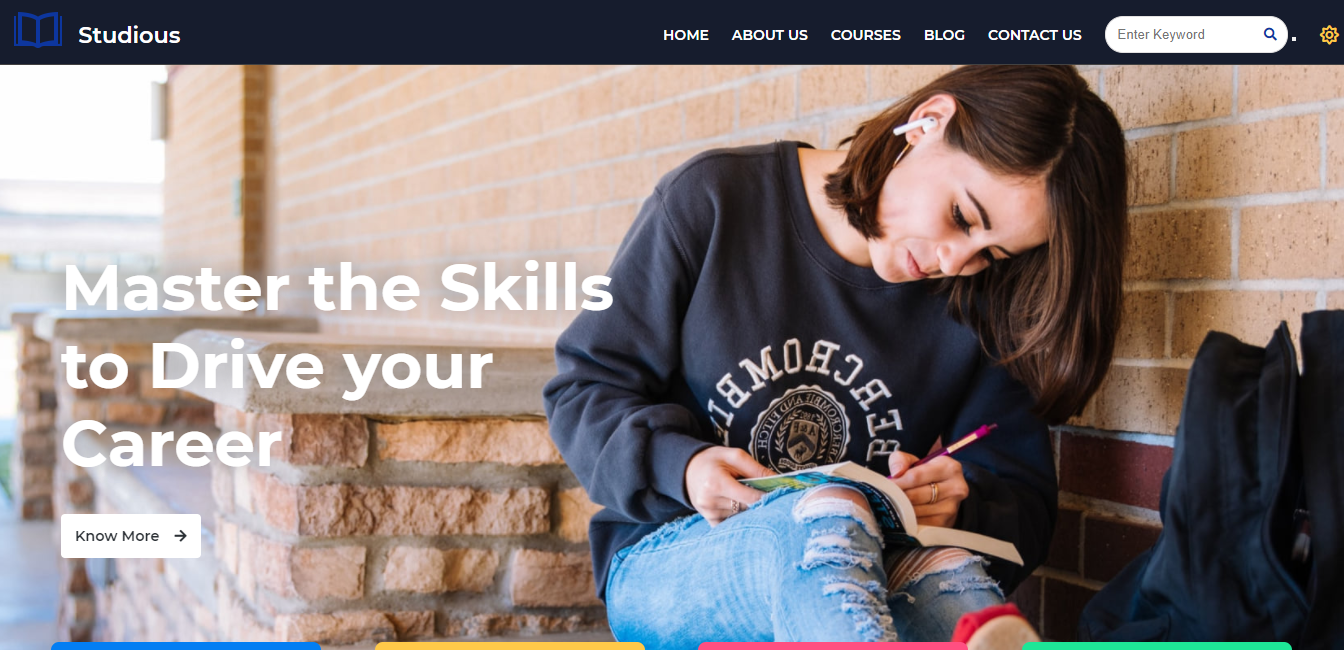 Studious
HOME
ABOUT US
COURSES
BLOG
CONTACT US
Enter Keyword
Master the Skills
to Drive your
Career
Know More